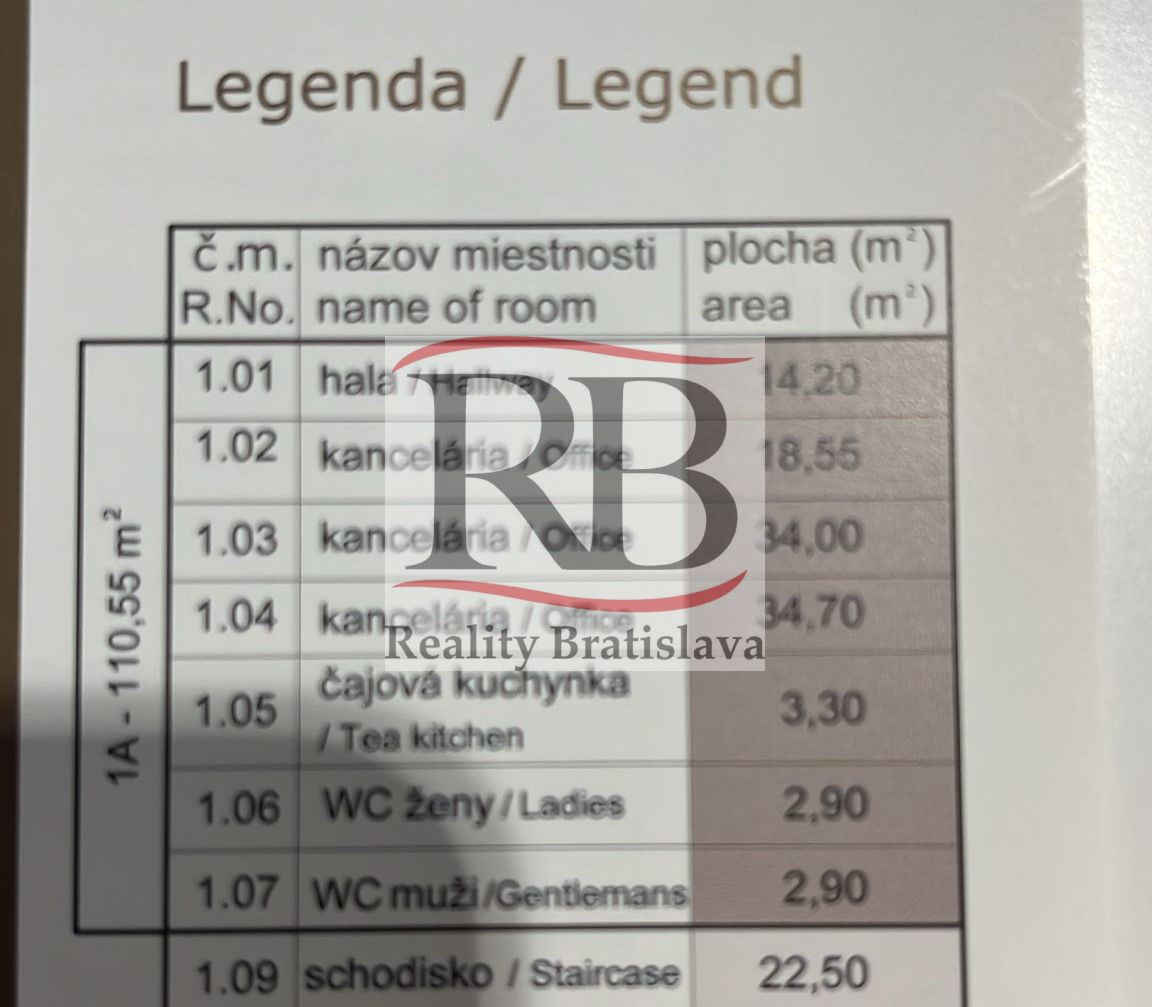 Legenda / Legend
č.m. názov miestnosti plocha (m²)
R.No. name of room area (m²)
1A - 110,55 m²
1.01 hala / Hallway 14,20
1.02 kancelária / Office 18,55
1.03 kancelária / Office 34,00
1.04 kancelária / Office 34,70
1.05 čajová kuchynka / Tea kitchen 3,30
1.06 WC ženy / Ladies 2,90
1.07 WC muži /Gentlemans 2,90
1.09 schodisko / Staircase 22,50
RB
Reality Bratislava